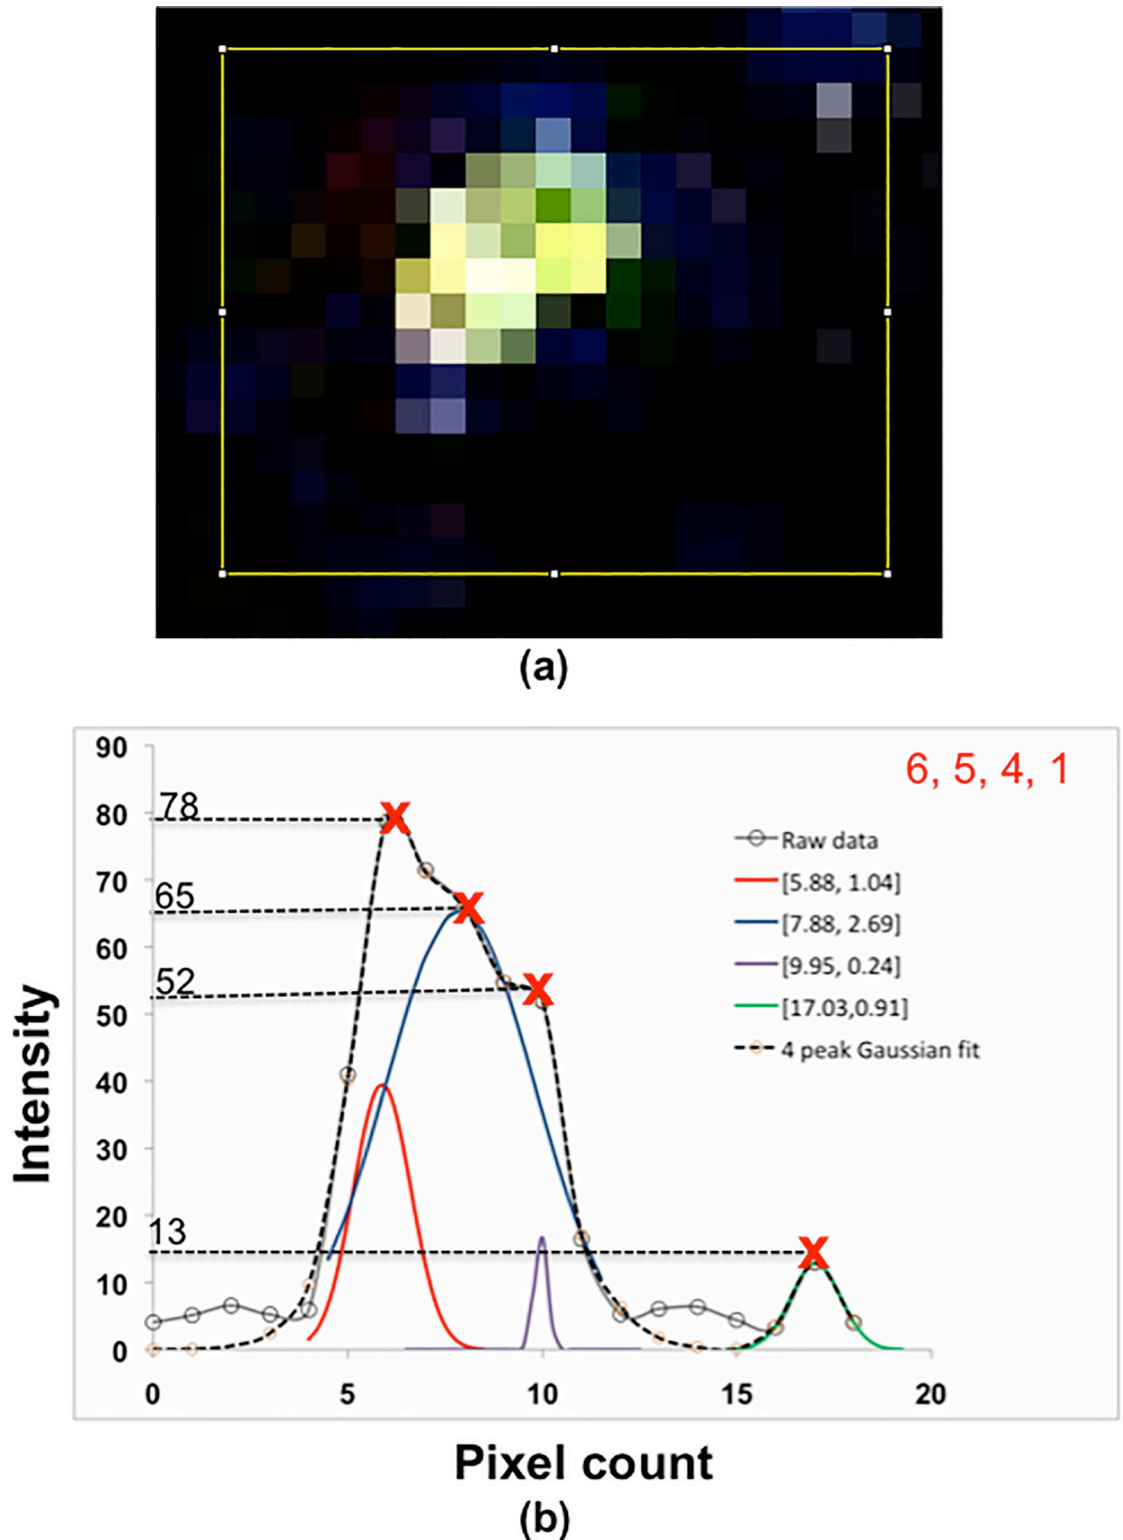 (a)
6, 5, 4, 1
90
80
70
60
50
40
30
20
10
0
78
65
52
13
Raw data
[5.88, 1.04]
[7.88, 2.69]
[9.95, 0.24]
[17.03,0.91]
4 peak Gaussian fit
Intensity
0 5 10 15 20
Pixel count
(b)